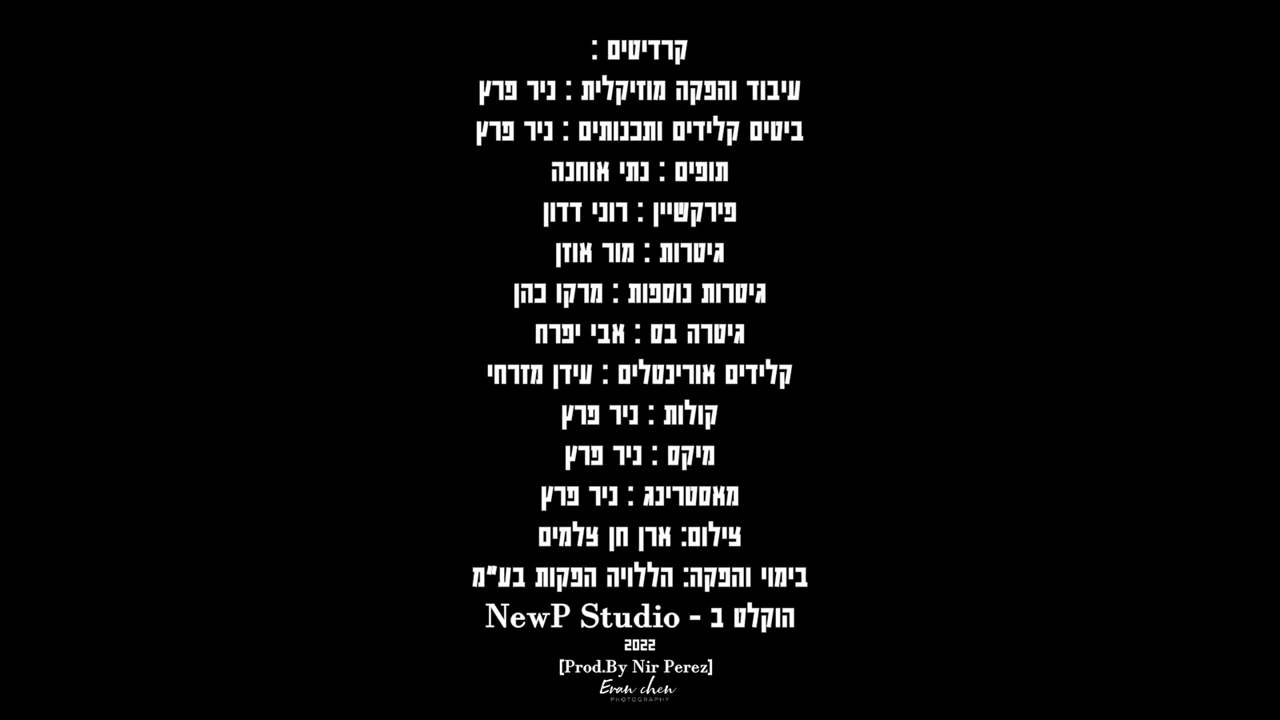 קרדיטים :
עיבוד והפקה מוזיקלית : ניר פרץ
ביטים קלידים ותכנותים : ניר פרץ
תופים : נתי אוחנה
פירקשיין : רוני דדון
גיטרות : מור אוזן
גיטרות נוספות : מרקו כהן
גיטרה בס : אבי יפרח
קלידים אורינטלים : עידן מזרחי
קולות : ניר פרץ
מיקס : ניר פרץ
מאסטרינג : ניר פרץ
צילום: ארן חן צלמים
בימוי והפקה: הללויה הפקות בע"מ
הוקלט ב - NewP Studio
2022
[Prod.By Nir Perez]
Eran chen
PHOTOGRAPHY